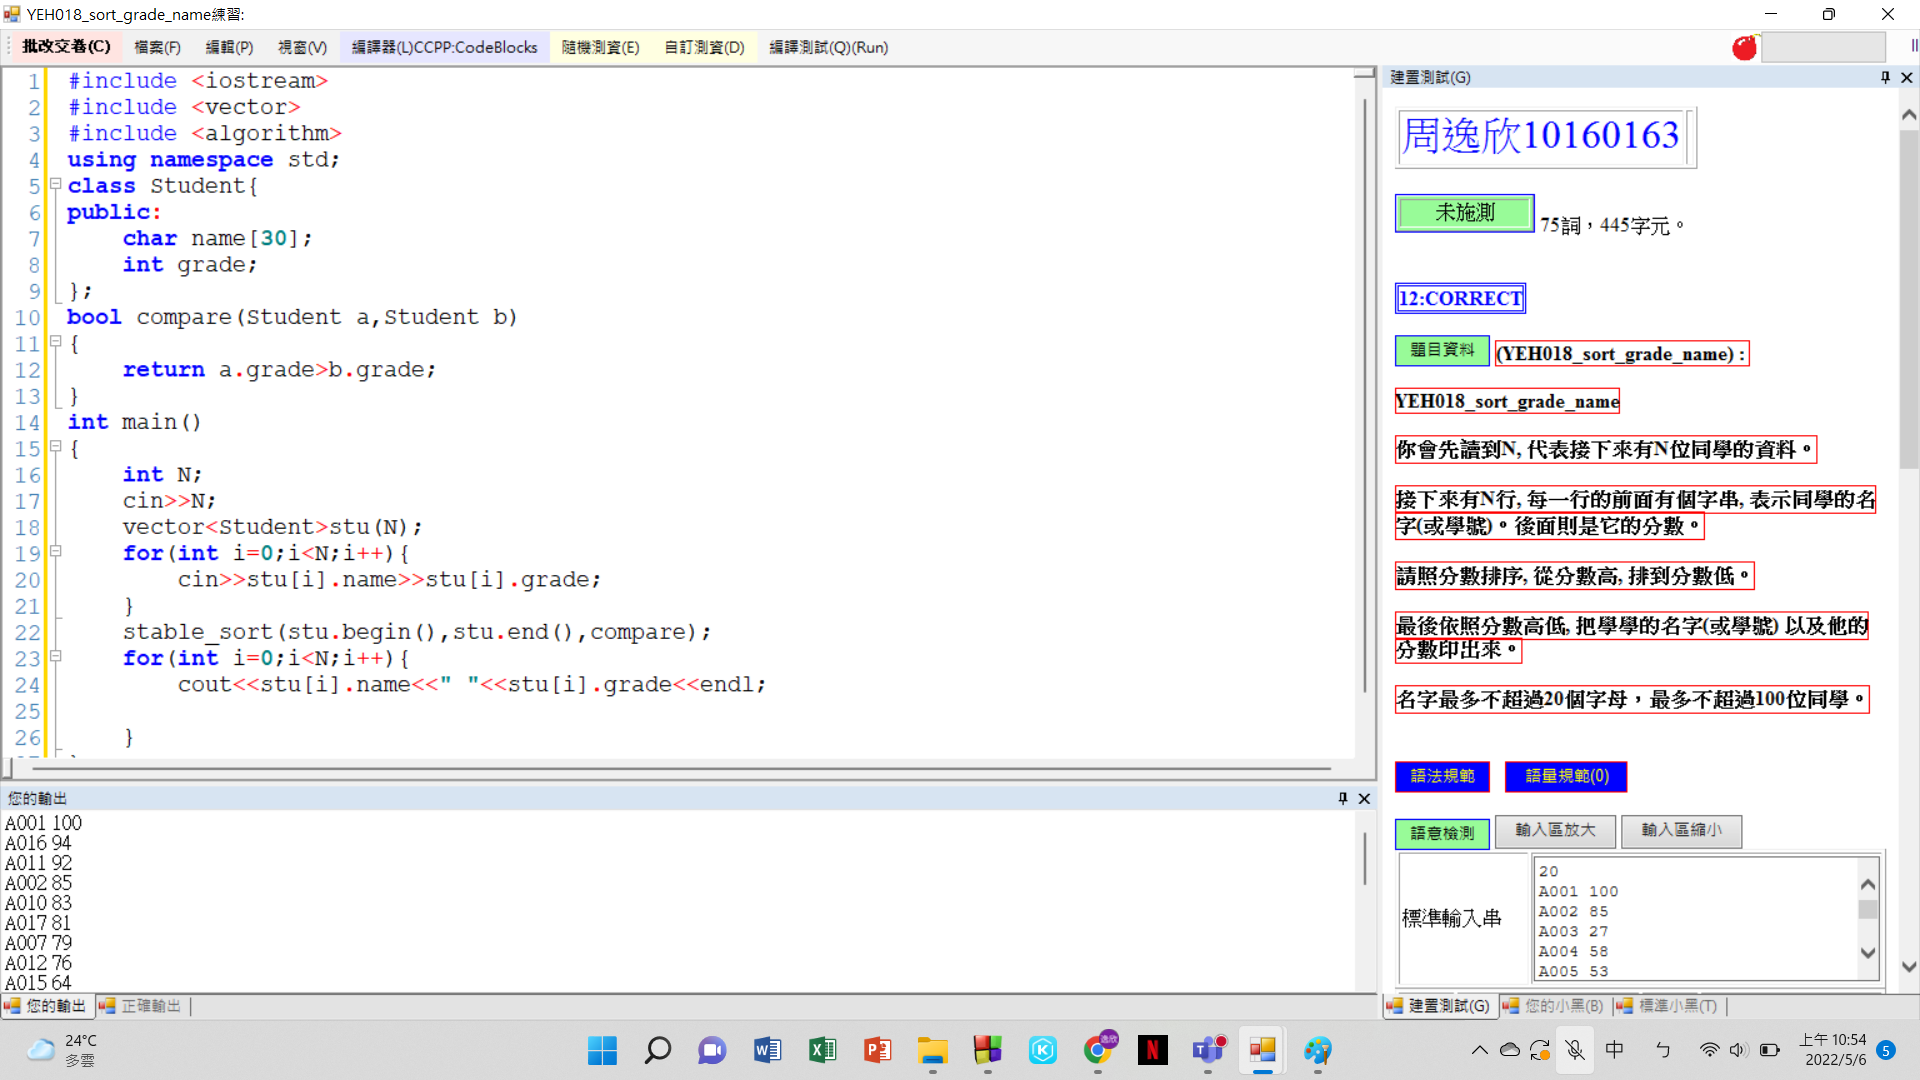 YEH018_sort_grade_name練習:
批改交卷(C) 檔案(F) 編輯(P) 視窗(V) 編譯器(L)CCPP:CodeBlocks 隨機測資(E) 自訂測資(D) 編譯測試(Q)(Run)
1 #include <iostream>
2 #include <vector>
3 #include <algorithm>
4 using namespace std;
5 class Student{
6 public:
7 char name[30];
8 int grade;
9 };
10 bool compare(Student a,Student b)
11 {
12 return a.grade>b.grade;
13 }
14 int main()
15 {
16 int N;
17 cin>>N;
18 vector<Student>stu(N);
19 for(int i=0;i<N;i++){
20 cin>>stu[i].name>>stu[i].grade;
21 }
22 stable_sort(stu.begin(),stu.end(),compare);
23 for(int i=0;i<N;i++){
24 cout<<stu[i].name<<" "<<stu[i].grade<<endl;
25
26 }
您的輸出
A001 100
A016 94
A011 92
A002 85
A010 83
A017 81
A007 79
A012 76
A015 64
您的輸出 正確輸出
建置測試(G)
周逸欣10160163
未施測 75詞，445字元。
12:CORRECT
題目資料 (YEH018_sort_grade_name) :
YEH018_sort_grade_name
你會先讀到N, 代表接下來有N位同學的資料。
接下來有N行, 每一行的前面有個字串, 表示同學的名
字(或學號)。後面則是它的分數。
請照分數排序, 從分數高, 排到分數低。
最後依照分數高低, 把學學的名字(或學號) 以及他的
分數印出來。
名字最多不超過20個字母，最多不超過100位同學。
語法規範 語量規範(0)
語意檢測 輸入區放大 輸入區縮小
標準輸入串
20
A001 100
A002 85
A003 27
A004 58
A005 53
建置測試(G) 您的小黑(B) 標準小黑(T)
24°C
多雲
逸欣
中 ㄅ
上午 10:54
2022/5/6
5